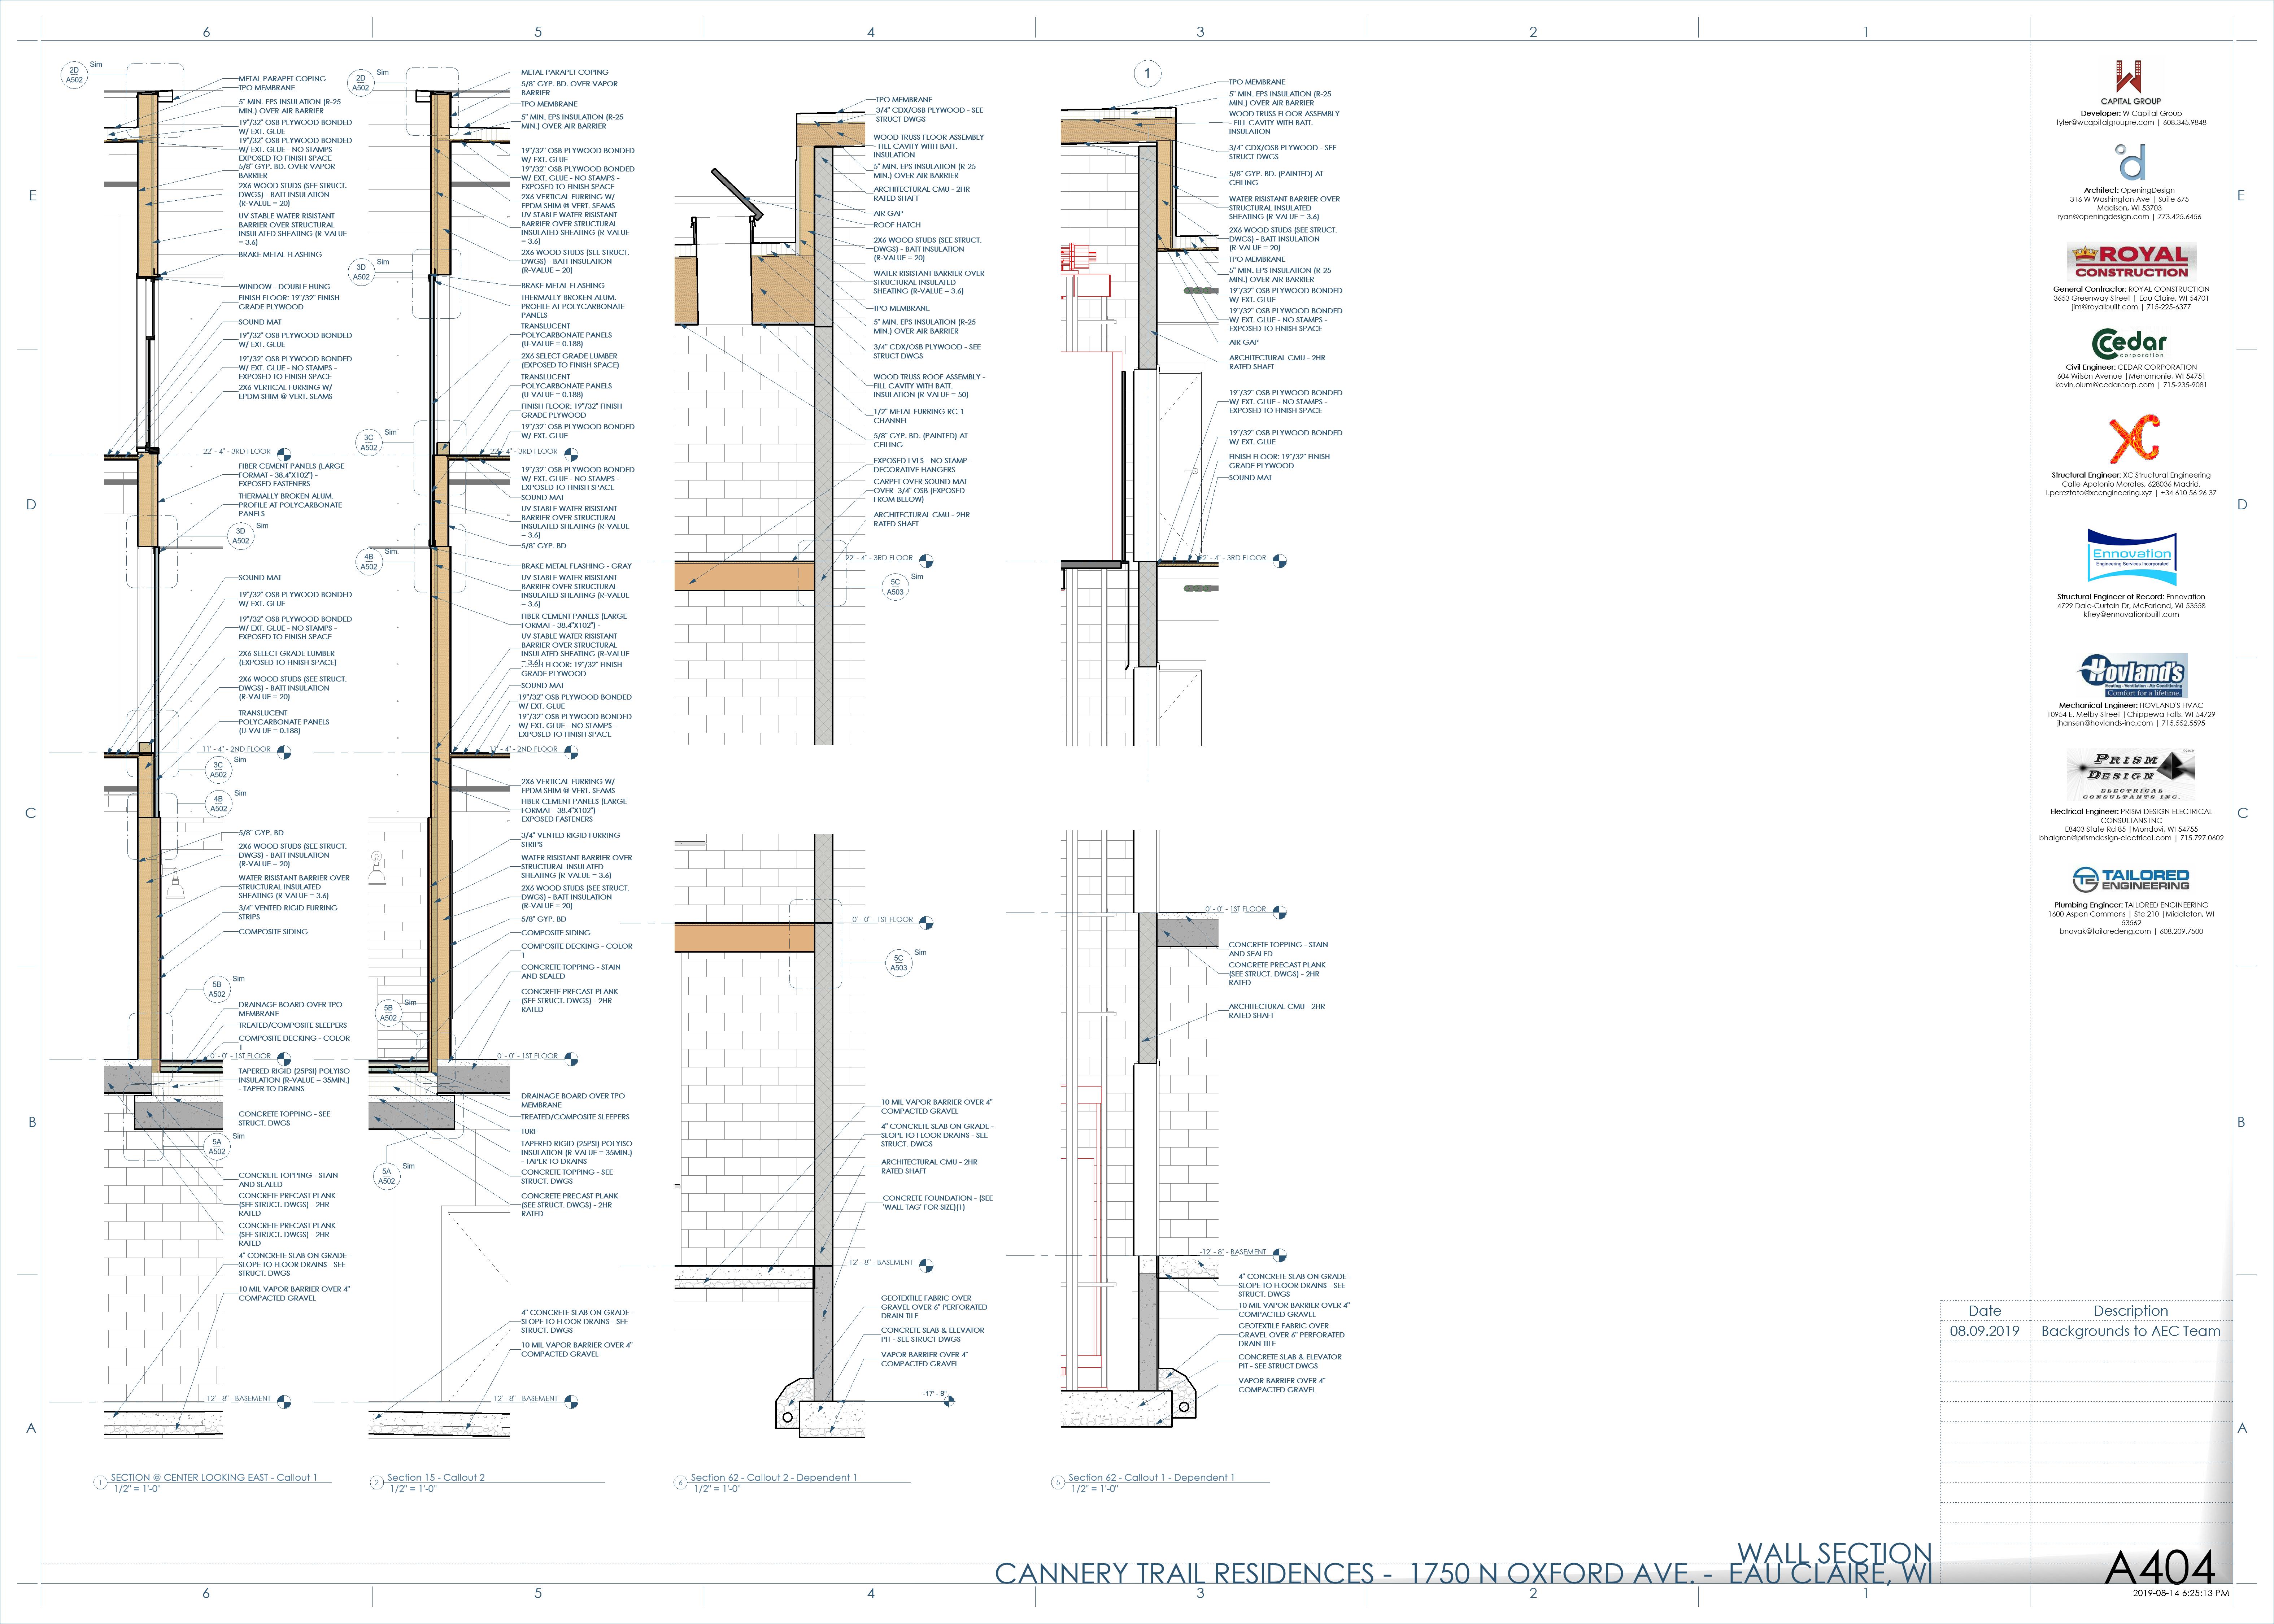 6
5
4
3
2
1
E
D
C
B
A
2D
A502
Sim
METAL PARAPET COPING
TPO MEMBRANE
5" MIN. EPS INSULATION (R-25
MIN.) OVER AIR BARRIER
19"/32" OSB PLYWOOD BONDED
W/ EXT. GLUE
19"/32" OSB PLYWOOD BONDED
W/ EXT. GLUE - NO STAMPS -
EXPOSED TO FINISH SPACE
5/8" GYP. BD. OVER VAPOR
BARRIER
2X6 WOOD STUDS (SEE STRUCT.
DWGS) - BATT INSULATION
(R-VALUE = 20)
UV STABLE WATER RISISTANT
BARRIER OVER STRUCTURAL
INSULATED SHEATING (R-VALUE
= 3.6)
BRAKE METAL FLASHING
WINDOW - DOUBLE HUNG
FINISH FLOOR: 19"/32" FINISH
GRADE PLYWOOD
SOUND MAT
19"/32" OSB PLYWOOD BONDED
W/ EXT. GLUE
19"/32" OSB PLYWOOD BONDED
W/ EXT. GLUE - NO STAMPS -
EXPOSED TO FINISH SPACE
2X6 VERTICAL FURRING W/
EPDM SHIM @ VERT. SEAMS
22' - 4" - 3RD FLOOR
FIBER CEMENT PANELS (LARGE
FORMAT - 38.4"X102") -
EXPOSED FASTENERS
THERMALLY BROKEN ALUM.
PROFILE AT POLYCARBONATE
PANELS
3D
A502
Sim
SOUND MAT
19"/32" OSB PLYWOOD BONDED
W/ EXT. GLUE
19"/32" OSB PLYWOOD BONDED
W/ EXT. GLUE - NO STAMPS -
EXPOSED TO FINISH SPACE
2X6 SELECT GRADE LUMBER
(EXPOSED TO FINISH SPACE)
2X6 WOOD STUDS (SEE STRUCT.
DWGS) - BATT INSULATION
(R-VALUE = 20)
TRANSLUCENT
POLYCARBONATE PANELS
(U-VALUE = 0.188)
11' - 4" - 2ND FLOOR
3C
A502
Sim
4B
A502
Sim
5/8" GYP. BD
2X6 WOOD STUDS (SEE STRUCT.
DWGS) - BATT INSULATION
(R-VALUE = 20)
WATER RISISTANT BARRIER OVER
STRUCTURAL INSULATED
SHEATING (R-VALUE = 3.6)
3/4" VENTED RIGID FURRING
STRIPS
COMPOSITE SIDING
5B
A502
Sim
DRAINAGE BOARD OVER TPO
MEMBRANE
TREATED/COMPOSITE SLEEPERS
COMPOSITE DECKING - COLOR
1
0' - 0" - 1ST FLOOR
TAPERED RIGID (25PSI) POLYISO
INSULATION (R-VALUE = 35MIN.)
- TAPER TO DRAINS
CONCRETE TOPPING - SEE
STRUCT. DWGS
5A
A502
Sim
CONCRETE TOPPING - STAIN
AND SEALED
CONCRETE PRECAST PLANK
(SEE STRUCT. DWGS) - 2HR
RATED
CONCRETE PRECAST PLANK
(SEE STRUCT. DWGS) - 2HR
RATED
4" CONCRETE SLAB ON GRADE -
SLOPE TO FLOOR DRAINS - SEE
STRUCT. DWGS
10 MIL VAPOR BARRIER OVER 4"
COMPACTED GRAVEL
-12' - 8" - BASEMENT
1
SECTION @ CENTER LOOKING EAST - Callout 1
1/2" = 1'-0"
2D
A502
Sim
METAL PARAPET COPING
5/8" GYP. BD. OVER VAPOR
BARRIER
TPO MEMBRANE
5" MIN. EPS INSULATION (R-25
MIN.) OVER AIR BARRIER
19"/32" OSB PLYWOOD BONDED
W/ EXT. GLUE
19"/32" OSB PLYWOOD BONDED
W/ EXT. GLUE - NO STAMPS -
EXPOSED TO FINISH SPACE
2X6 VERTICAL FURRING W/
EPDM SHIM @ VERT. SEAMS
UV STABLE WATER RISISTANT
BARRIER OVER STRUCTURAL
INSULATED SHEATING (R-VALUE
= 3.6)
2X6 WOOD STUDS (SEE STRUCT.
DWGS) - BATT INSULATION
(R-VALUE = 20)
3D
A502
Sim
BRAKE METAL FLASHING
THERMALLY BROKEN ALUM.
PROFILE AT POLYCARBONATE
PANELS
TRANSLUCENT
POLYCARBONATE PANELS
(U-VALUE = 0.188)
2X6 SELECT GRADE LUMBER
(EXPOSED TO FINISH SPACE)
TRANSLUCENT
POLYCARBONATE PANELS
(U-VALUE = 0.188)
FINISH FLOOR: 19"/32" FINISH
GRADE PLYWOOD
19"/32" OSB PLYWOOD BONDED
W/ EXT. GLUE
3C
A502
Sim
22' - 4" - 3RD FLOOR
19"/32" OSB PLYWOOD BONDED
W/ EXT. GLUE - NO STAMPS -
EXPOSED TO FINISH SPACE
SOUND MAT
UV STABLE WATER RISISTANT
BARRIER OVER STRUCTURAL
INSULATED SHEATING (R-VALUE
= 3.6)
5/8" GYP. BD
4B
A502
Sim
BRAKE METAL FLASHING - GRAY
UV STABLE WATER RISISTANT
BARRIER OVER STRUCTURAL
INSULATED SHEATING (R-VALUE
= 3.6)
FIBER CEMENT PANELS (LARGE
FORMAT - 38.4"X102") -
UV STABLE WATER RISISTANT
BARRIER OVER STRUCTURAL
INSULATED SHEATING (R-VALUE
= 3.6)
FLOOR: 19"/32" FINISH
GRADE PLYWOOD
SOUND MAT
19"/32" OSB PLYWOOD BONDED
W/ EXT. GLUE
19"/32" OSB PLYWOOD BONDED
W/ EXT. GLUE - NO STAMPS -
EXPOSED TO FINISH SPACE
11' - 4" - 2ND FLOOR
2X6 VERTICAL FURRING W/
EPDM SHIM @ VERT. SEAMS
FIBER CEMENT PANELS (LARGE
FORMAT - 38.4"X102") -
EXPOSED FASTENERS
3/4" VENTED RIGID FURRING
STRIPS
WATER RISISTANT BARRIER OVER
STRUCTURAL INSULATED
SHEATING (R-VALUE = 3.6)
2X6 WOOD STUDS (SEE STRUCT.
DWGS) - BATT INSULATION
(R-VALUE = 20)
5/8" GYP. BD
COMPOSITE SIDING
COMPOSITE DECKING - COLOR
1
CONCRETE TOPPING - STAIN
AND SEALED
CONCRETE PRECAST PLANK
(SEE STRUCT. DWGS) - 2HR
RATED
5B
A502
Sim
0' - 0" - 1ST FLOOR
DRAINAGE BOARD OVER TPO
MEMBRANE
TREATED/COMPOSITE SLEEPERS
TURF
TAPERED RIGID (25PSI) POLYISO
INSULATION (R-VALUE = 35MIN.)
- TAPER TO DRAINS
CONCRETE TOPPING - SEE
STRUCT. DWGS
CONCRETE PRECAST PLANK
(SEE STRUCT. DWGS) - 2HR
RATED
5A
A502
Sim
4" CONCRETE SLAB ON GRADE -
SLOPE TO FLOOR DRAINS - SEE
STRUCT. DWGS
10 MIL VAPOR BARRIER OVER 4"
COMPACTED GRAVEL
-12' - 8" - BASEMENT
2
Section 15 - Callout 2
1/2" = 1'-0"
TPO MEMBRANE
3/4" CDX/OSB PLYWOOD - SEE
STRUCT DWGS
WOOD TRUSS FLOOR ASSEMBLY
- FILL CAVITY WITH BATT.
INSULATION
5" MIN. EPS INSULATION (R-25
MIN.) OVER AIR BARRIER
ARCHITECTURAL CMU - 2HR
RATED SHAFT
AIR GAP
ROOF HATCH
2X6 WOOD STUDS (SEE STRUCT.
DWGS) - BATT INSULATION
(R-VALUE = 20)
WATER RISISTANT BARRIER OVER
STRUCTURAL INSULATED
SHEATING (R-VALUE = 3.6)
TPO MEMBRANE
5" MIN. EPS INSULATION (R-25
MIN.) OVER AIR BARRIER
3/4" CDX/OSB PLYWOOD - SEE
STRUCT DWGS
WOOD TRUSS ROOF ASSEMBLY -
FILL CAVITY WITH BATT.
INSULATION (R-VALUE = 50)
1/2" METAL FURRING RC-1
CHANNEL
5/8" GYP. BD. (PAINTED) AT
CEILING
EXPOSED LVLS - NO STAMP -
DECORATIVE HANGERS
CARPET OVER SOUND MAT
OVER 3/4" OSB (EXPOSED
FROM BELOW)
ARCHITECTURAL CMU - 2HR
RATED SHAFT
22' - 4" - 3RD FLOOR
5C
A503
Sim
0' - 0" - 1ST FLOOR
5C
A503
Sim
10 MIL VAPOR BARRIER OVER 4"
COMPACTED GRAVEL
4" CONCRETE SLAB ON GRADE -
SLOPE TO FLOOR DRAINS - SEE
STRUCT. DWGS
ARCHITECTURAL CMU - 2HR
RATED SHAFT
CONCRETE FOUNDATION - (SEE
'WALL TAG' FOR SIZE)(1)
-12' - 8" - BASEMENT
GEOTEXTILE FABRIC OVER
GRAVEL OVER 6" PERFORATED
DRAIN TILE
CONCRETE SLAB & ELEVATOR
PIT - SEE STRUCT DWGS
VAPOR BARRIER OVER 4"
COMPACTED GRAVEL
-17' - 8"
6
Section 62 - Callout 2 - Dependent 1
1/2" = 1'-0"
1
TPO MEMBRANE
5" MIN. EPS INSULATION (R-25
MIN.) OVER AIR BARRIER
WOOD TRUSS FLOOR ASSEMBLY
- FILL CAVITY WITH BATT.
INSULATION
3/4" CDX/OSB PLYWOOD - SEE
STRUCT DWGS
5/8" GYP. BD. (PAINTED) AT
CEILING
WATER RISISTANT BARRIER OVER
STRUCTURAL INSULATED
SHEATING (R-VALUE = 3.6)
2X6 WOOD STUDS (SEE STRUCT.
DWGS) - BATT INSULATION
(R-VALUE = 20)
TPO MEMBRANE
5" MIN. EPS INSULATION (R-25
MIN.) OVER AIR BARRIER
19"/32" OSB PLYWOOD BONDED
W/ EXT. GLUE
19"/32" OSB PLYWOOD BONDED
W/ EXT. GLUE - NO STAMPS -
EXPOSED TO FINISH SPACE
AIR GAP
ARCHITECTURAL CMU - 2HR
RATED SHAFT
19"/32" OSB PLYWOOD BONDED
W/ EXT. GLUE - NO STAMPS -
EXPOSED TO FINISH SPACE
19"/32" OSB PLYWOOD BONDED
W/ EXT. GLUE
FINISH FLOOR: 19"/32" FINISH
GRADE PLYWOOD
SOUND MAT
22' - 4" - 3RD FLOOR
0' - 0" - 1ST FLOOR
CONCRETE TOPPING - STAIN
AND SEALED
CONCRETE PRECAST PLANK
(SEE STRUCT. DWGS) - 2HR
RATED
ARCHITECTURAL CMU - 2HR
RATED SHAFT
-12' - 8" - BASEMENT
4" CONCRETE SLAB ON GRADE -
SLOPE TO FLOOR DRAINS - SEE
STRUCT. DWGS
10 MIL VAPOR BARRIER OVER 4"
COMPACTED GRAVEL
GEOTEXTILE FABRIC OVER
GRAVEL OVER 6" PERFORATED
DRAIN TILE
CONCRETE SLAB & ELEVATOR
PIT - SEE STRUCT DWGS
VAPOR BARRIER OVER 4"
COMPACTED GRAVEL
5
Section 62 - Callout 1 - Dependent 1
1/2" = 1'-0"
CAPITAL GROUP
Developer: W Capital Group
tyler@wcapitalgroupre.com | 608.345.9848
Architect: OpeningDesign
316 W Washington Ave | Suite 675
Madison, WI 53703
ryan@openingdesign.com | 773.425.6456
ROYAL
CONSTRUCTION
General Contractor: ROYAL CONSTRUCTION
3653 Greenway Street | Eau Claire, WI 54701
jim@royalbuilt.com | 715-225-6377
Cedar
corporation
Civil Engineer: CEDAR CORPORATION
604 Wilson Avenue |Menomonie, WI 54751
kevin.oium@cedarcorp.com | 715-235-9081
XC
Structural Engineer: XC Structural Engineering
Calle Apolonio Morales, 628036 Madrid,
l.pereztato@xcengineering.xyz | +34 610 56 26 37
Ennovation
Engineering Services Incorporated
Structural Engineer of Record: Ennovation
4729 Dale-Curtain Dr, McFarland, WI 53558
kfrey@ennovationbuilt.com
Hovland's
Heating - Ventilation - Air Conditioning
Comfort for a lifetime.
Mechanical Engineer: HOVLAND'S HVAC
10954 E. Melby Street |Chippewa Falls, WI 54729
jhansen@hovlands-inc.com | 715.552.5595
PRISM
DESIGN
ELECTRICAL
CONSULTANTS INC.
Electrical Engineer: PRISM DESIGN ELECTRICAL
CONSULTANS INC
E8403 State Rd 85 |Mondovi, WI 54755
bhalgren@prismdesign-electrical.com | 715.797.0602
TE TAILORED
ENGINEERING
Plumbing Engineer: TAILORED ENGINEERING
1600 Aspen Commons | Ste 210 |Middleton, WI
53562
bnovak@tailoredeng.com | 608.209.7500
Date Description
08.09.2019 Backgrounds to AEC Team
WALL SECTION
CANNERY TRAIL RESIDENCES - 1750 N OXFORD AVE. - EAU CLAIRE, WI
A404
2019-08-14 6:25:13 PM
E
D
C
B
A
6
5
4
3
2
1